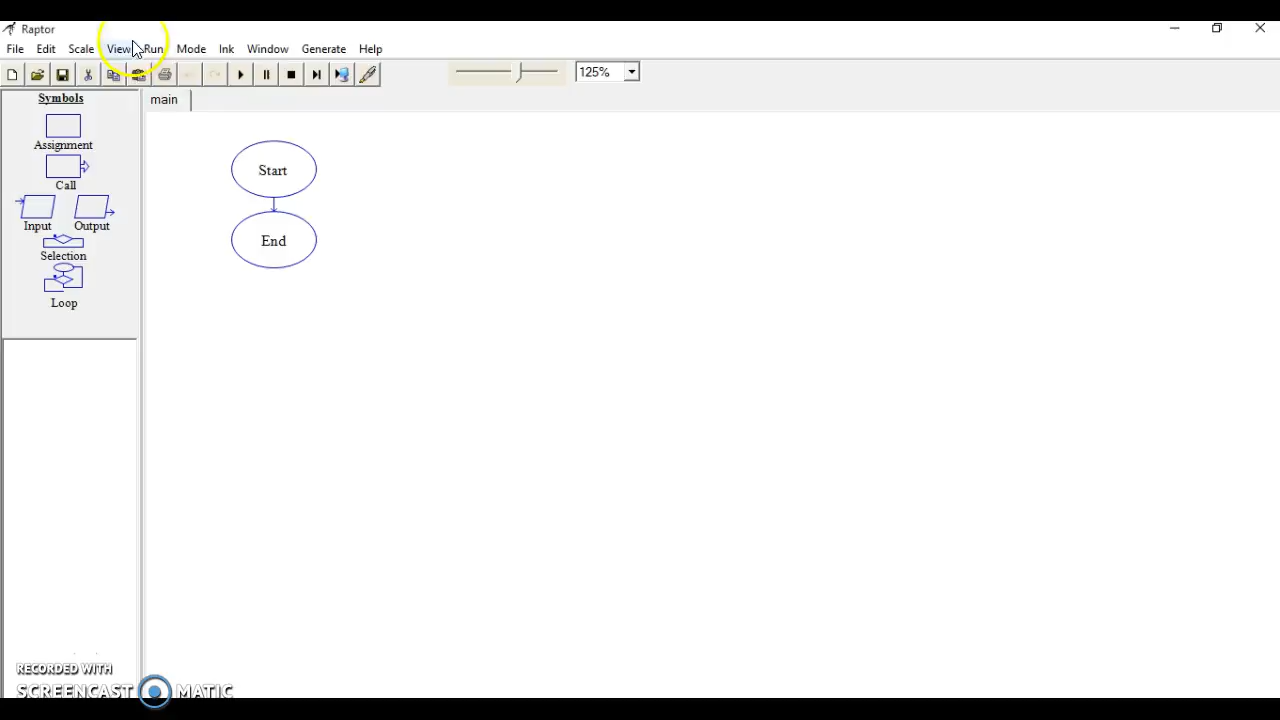 Raptor
File Edit Scale View Run Mode Ink Window Generate Help
125%
Symbols
main
Assignment
Call
Input Output
Selection
Loop
Start
End
RECORDED WITH
SCREENCAST MATIC